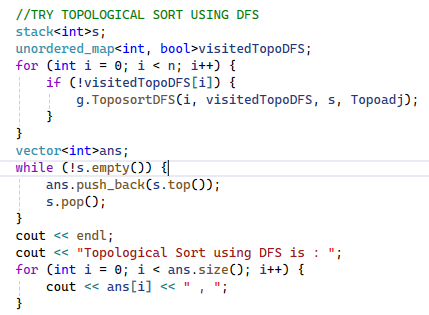 //TRY TOPOLOGICAL SORT USING DFS
stack<int>s;
unordered_map<int, bool>visitedTopoDFS;
for (int i = 0; i < n; i++) {
    if (!visitedTopoDFS[i]) {
        g.ToposortDFS(i, visitedTopoDFS, s, Topoadj);
    }
}
vector<int>ans;
while (!s.empty()) {
    ans.push_back(s.top());
    s.pop();
}
cout << endl;
cout << "Topological Sort using DFS is : ";
for (int i = 0; i < ans.size(); i++) {
    cout << ans[i] << " , ";
}